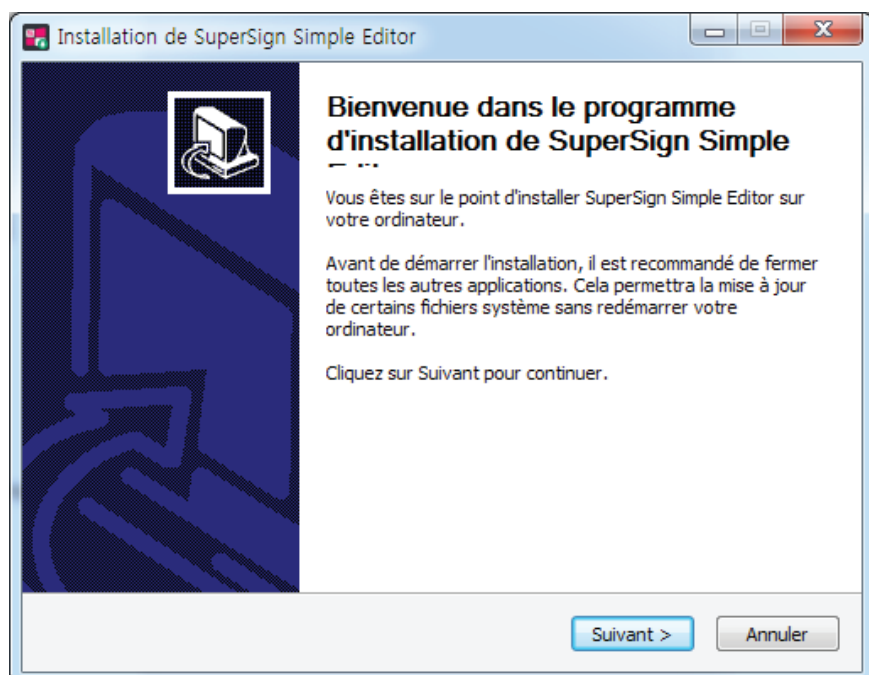 Installation de SuperSign Simple Editor
Bienvenue dans le programme
d'installation de SuperSign Simple
Vous êtes sur le point d'installer SuperSign Simple Editor sur
votre ordinateur.
Avant de démarrer l'installation, il est recommandé de fermer
toutes les autres applications. Cela permettra la mise à jour
de certains fichiers système sans redémarrer votre
ordinateur.
Cliquez sur Suivant pour continuer.
Suivant >
Annuler